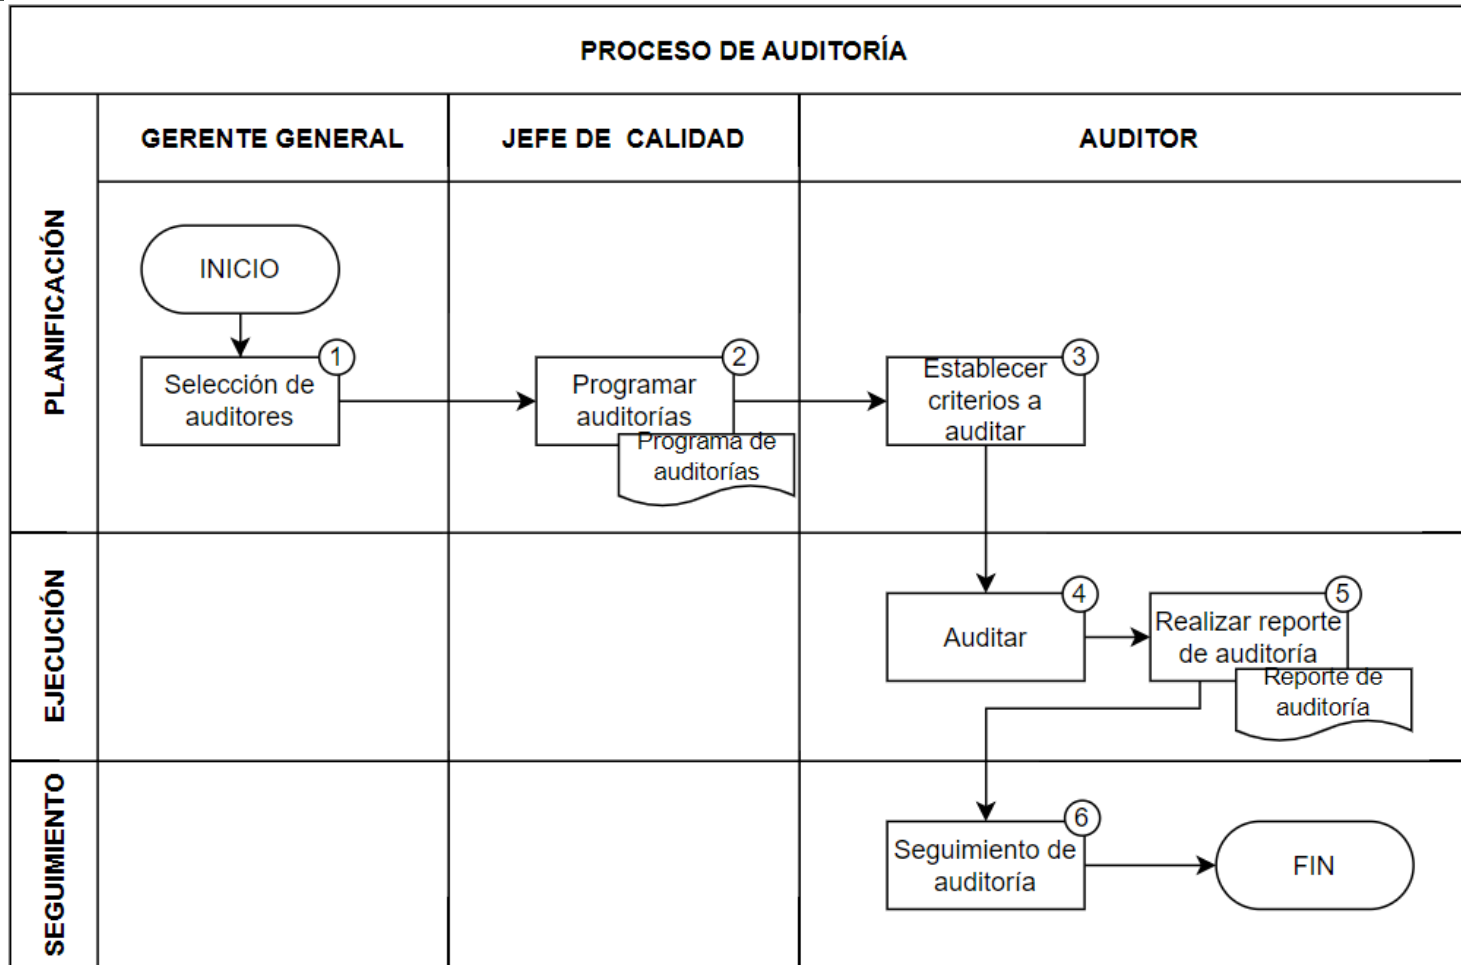 PROCESO DE AUDITORÍA
GERENTE GENERAL
JEFE DE CALIDAD
AUDITOR
PLANIFICACIÓN
INICIO
1
Selección de
auditores
2
Programar
auditorías
Programa de
auditorías
3
Establecer
criterios a
auditar
EJECUCIÓN
4
Auditar
5
Realizar reporte
de auditoría
Reporte de
auditoría
SEGUIMIENTO
6
Seguimiento de
auditoría
FIN